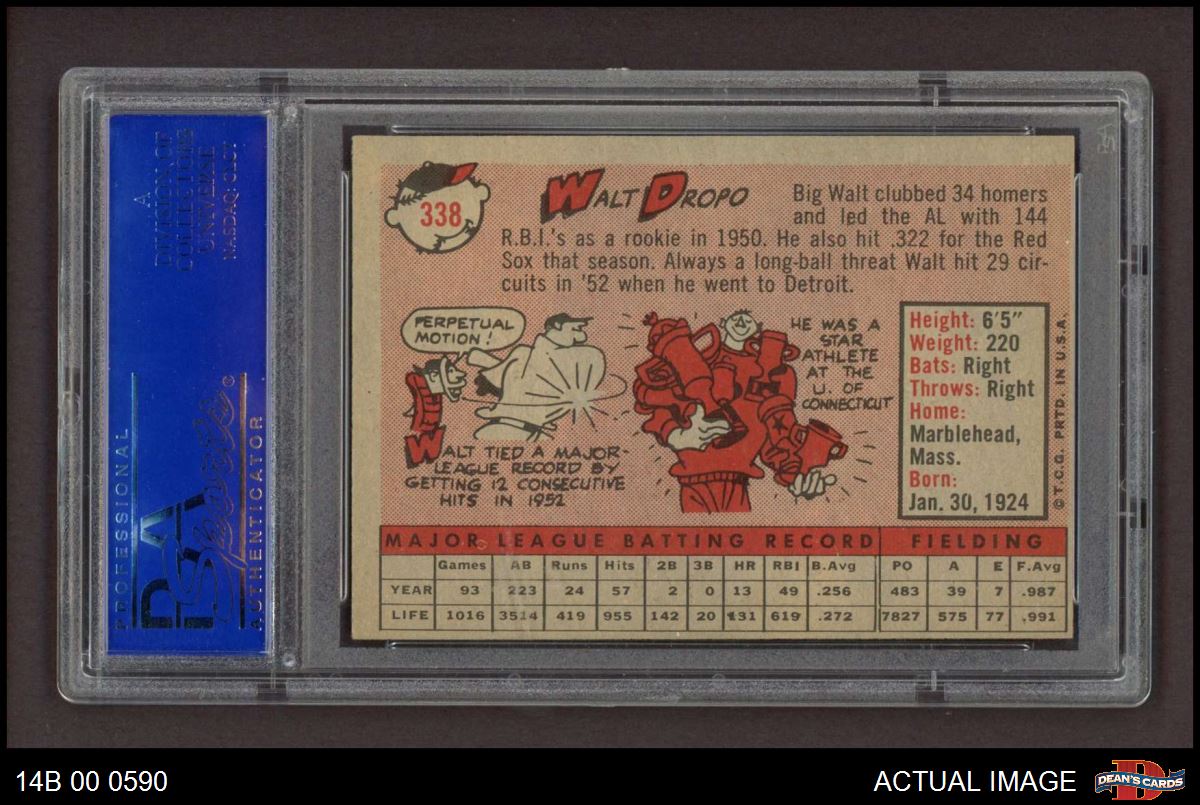 A
DIVISION OF
COLLECTORS
UNIVERSE
NASDAQ: CLCT
PROFESSIONAL
PSA
AUTHENTICATOR
©
338
WALT DROPO
Big Walt clubbed 34 homers
and led the AL with 144
R.B.I.'s as a rookie in 1950. He also hit .322 for the Red
Sox that season. Always a long-ball threat Walt hit 29 cir-
cuits in '52 when he went to Detroit.
PERPETUAL
MOTION!
WALT TIED A MAJOR-
LEAGUE RECORD BY
GETTING 12 CONSECUTIVE
HITS IN 1952
HE WAS A
STAR
ATHLETE
AT THE
U. OF
CONNECTICUT
Height: 6'5"
Weight: 220
Bats: Right
Throws: Right
Home:
Marblehead,
Mass.
Born:
Jan. 30, 1924
© T.C.G. PRTD. IN U.S.A.
MAJOR LEAGUE BATTING RECORD FIELDING
Games AB Runs Hits 2B 3B HR RBI B.Avg PO A E F.Avg
YEAR 93 223 24 57 2 0 13 49 .256 483 39 7 .987
LIFE 1016 3514 419 955 142 20 131 619 .272 7827 575 77 .991
14B 00 0590
ACTUAL IMAGE
DEAN'S CARDS